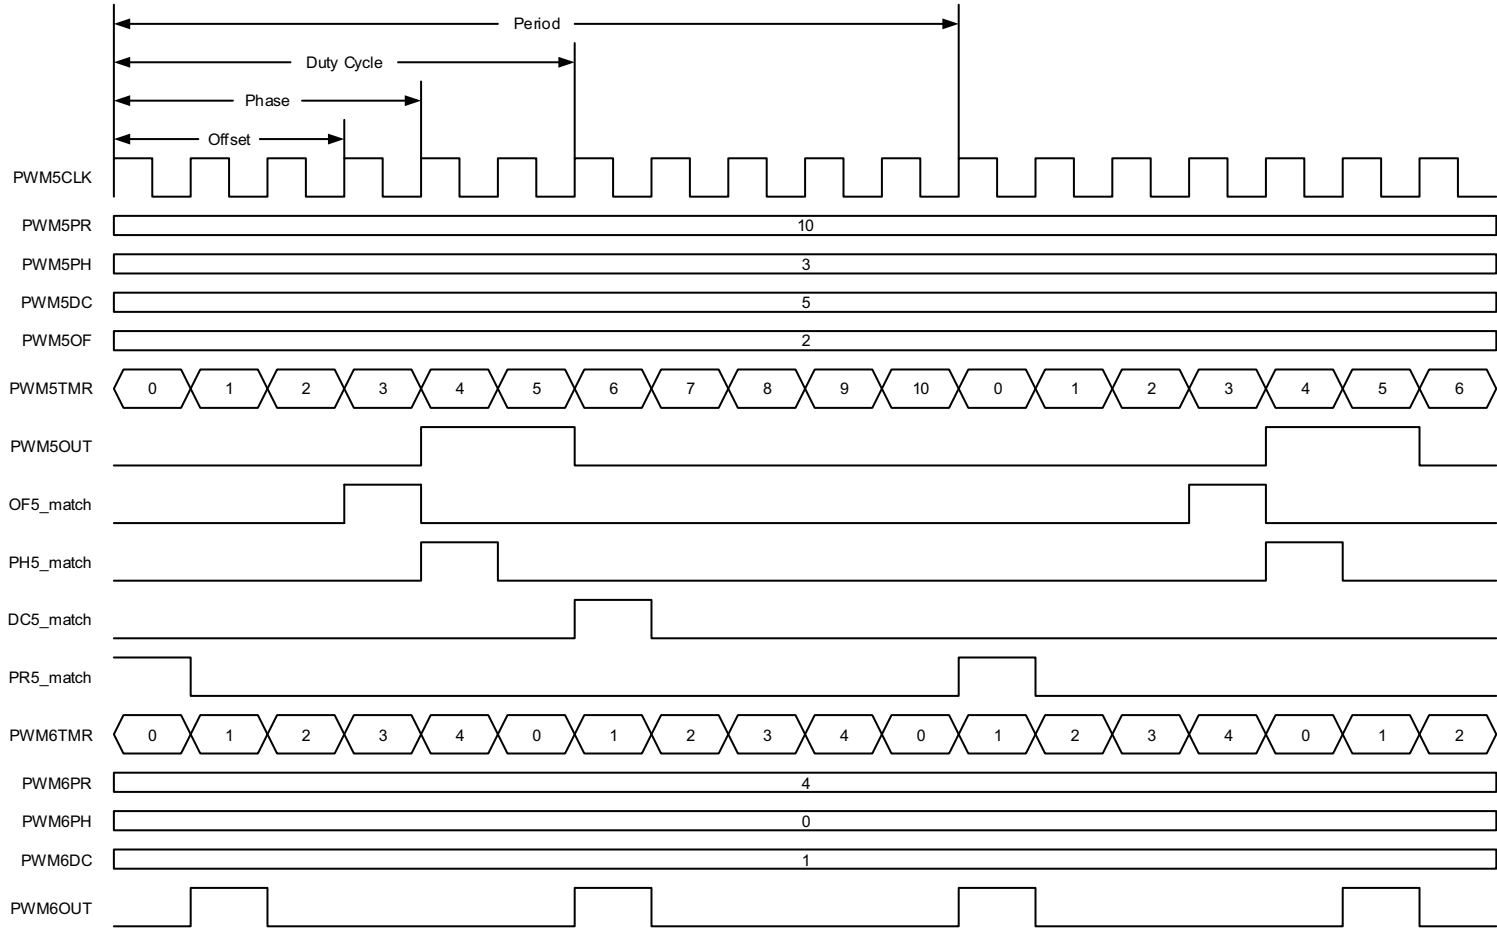 Period
Duty Cycle
Phase
Offset
PWM5CLK
PWM5PR 10
PWM5PH 3
PWM5DC 5
PWM5OF 2
PWM5TMR 0 1 2 3 4 5 6 7 8 9 10 0 1 2 3 4 5 6
PWM5OUT
OF5_match
PH5_match
DC5_match
PR5_match
PWM6TMR 0 1 2 3 4 0 1 2 3 4 0 1 2 3 4 0 1 2
PWM6PR 4
PWM6PH 0
PWM6DC 1
PWM6OUT